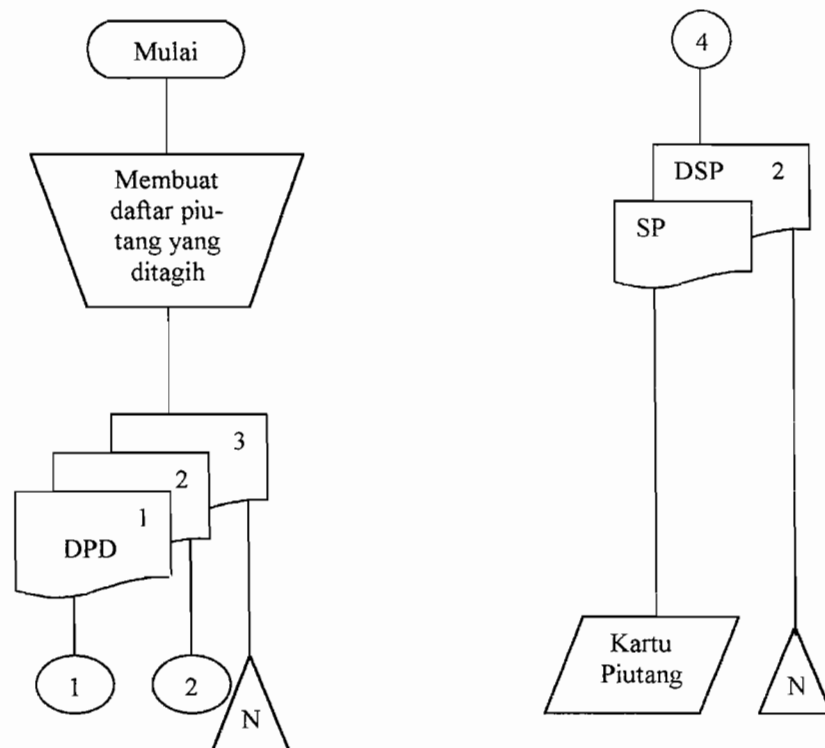 Mulai
Membuat
daftar piu-
tang yang
ditagih
3
2
1
DPD
1
2
N
4
DSP 2
SP
Kartu
Piutang
N